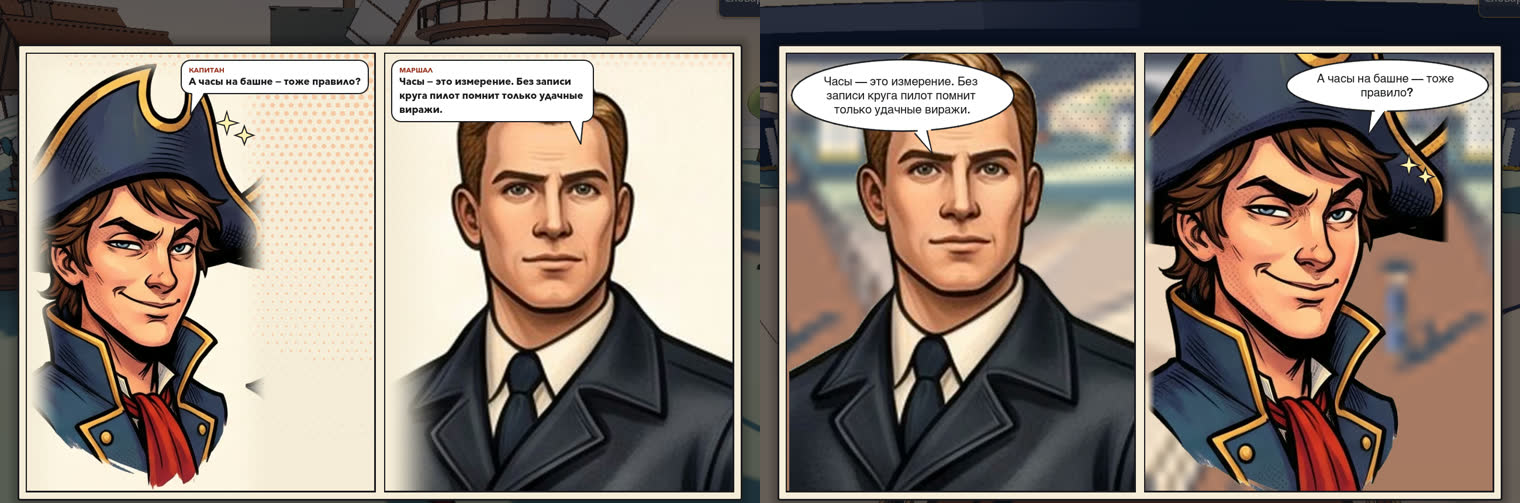 КАПИТАН
А часы на башне – тоже правило?
МАРШАЛ
Часы – это измерение. Без записи
круга пилот помнит только удачные
виражи.
Часы — это измерение. Без
записи круга пилот помнит
только удачные виражи.
А часы на башне — тоже
правило?